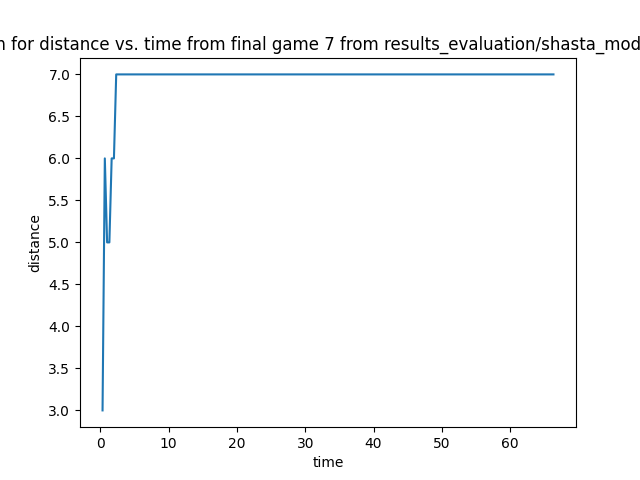 for distance vs. time from final game 7 from results_evaluation/shasta_mod
distance
7.0
6.5
6.0
5.5
5.0
4.5
4.0
3.5
3.0
0 10 20 30 40 50 60
time